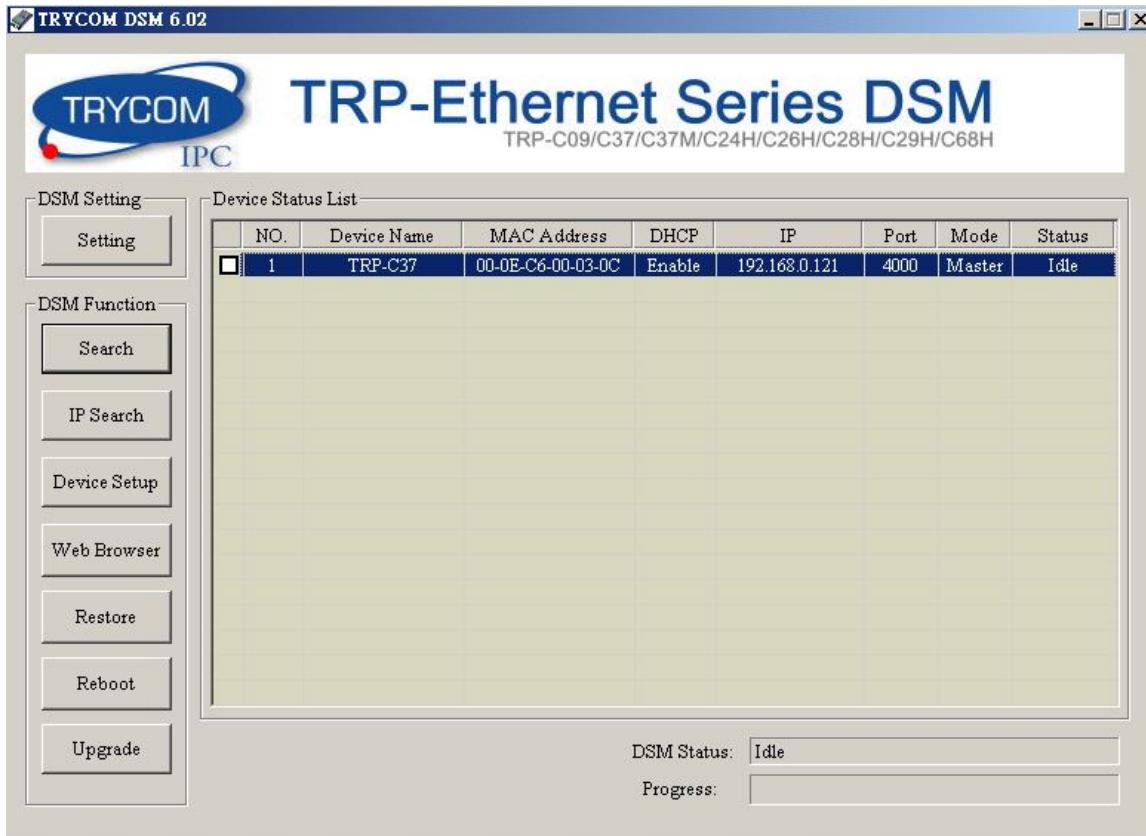 TRYCOM DSM 6.02
TRYCOM
IPC
TRP-Ethernet Series DSM
TRP-C09/C37/C37M/C24H/C26H/C28H/C29H/C68H
DSM Setting
Setting
DSM Function
Search
IP Search
Device Setup
Web Browser
Restore
Reboot
Upgrade
Device Status List
NO. Device Name MAC Address DHCP IP Port Mode Status
1 TRP-C37 00-0E-C6-00-03-0C Enable 192.168.0.121 4000 Master Idle
DSM Status: Idle
Progress: